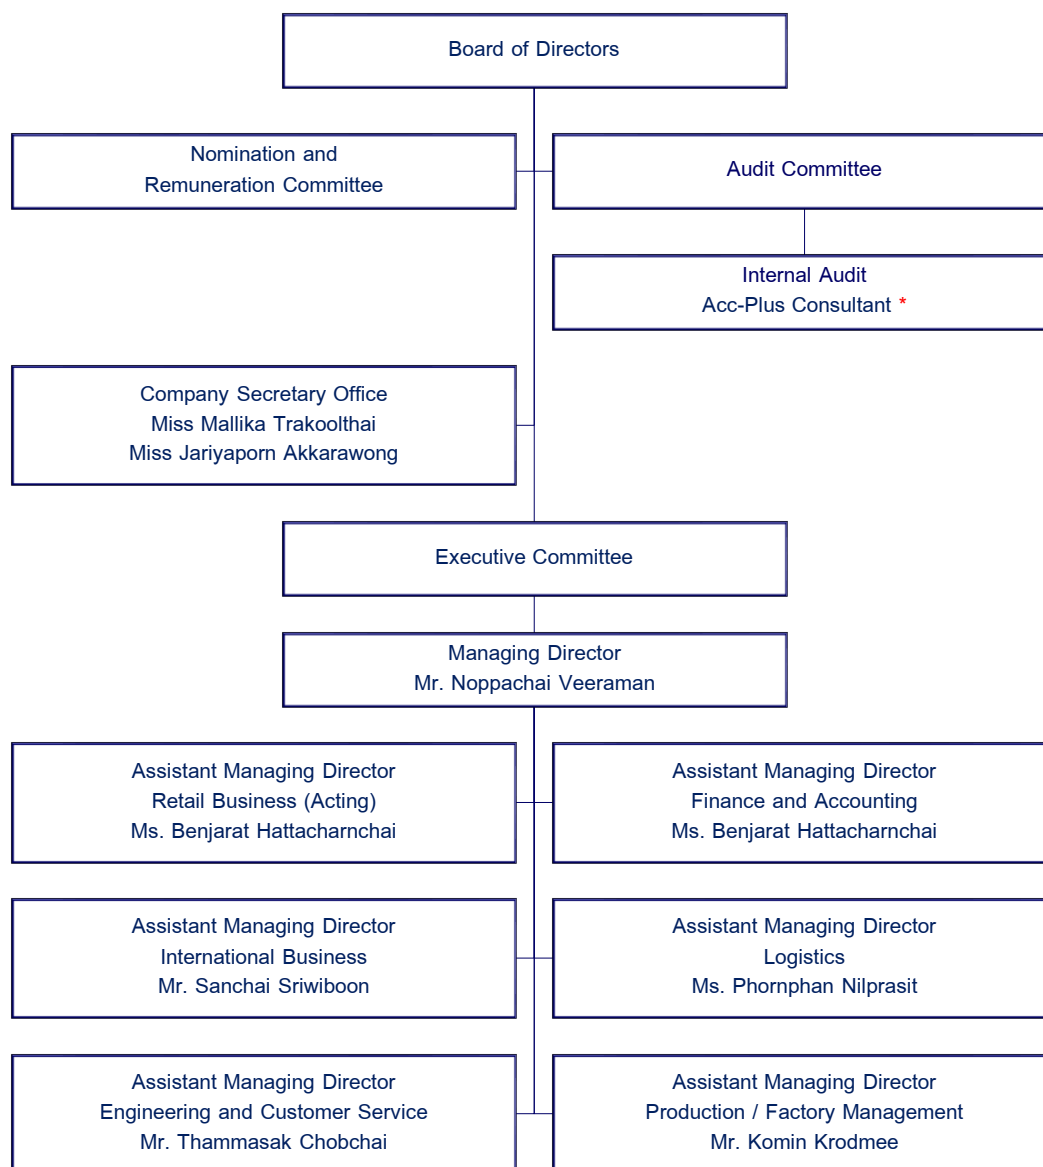 Board of Directors
Nomination and
Remuneration Committee
Audit Committee
Internal Audit
Acc-Plus Consultant *
Company Secretary Office
Miss Mallika Trakoolthai
Miss Jariyaporn Akkarawong
Executive Committee
Managing Director
Mr. Noppachai Veeraman
Assistant Managing Director
Retail Business (Acting)
Ms. Benjarat Hattacharnchai
Assistant Managing Director
Finance and Accounting
Ms. Benjarat Hattacharnchai
Assistant Managing Director
International Business
Mr. Sanchai Sriwiboon
Assistant Managing Director
Logistics
Ms. Phornphan Nilprasit
Assistant Managing Director
Engineering and Customer Service
Mr. Thammasak Chobchai
Assistant Managing Director
Production / Factory Management
Mr. Komin Krodmee